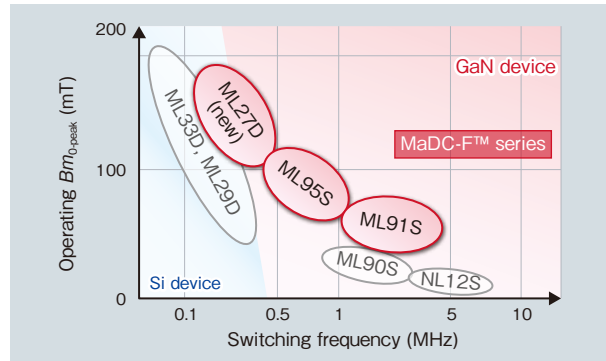 200
100
0
Operating Bm0-peak (mT)
GaN device
MaDC-F™ series
ML27D
(new)
ML33D, ML29D
ML95S
ML91S
ML90S
NL12S
Si device
0.1
0.5
1
5
10
Switching frequency (MHz)